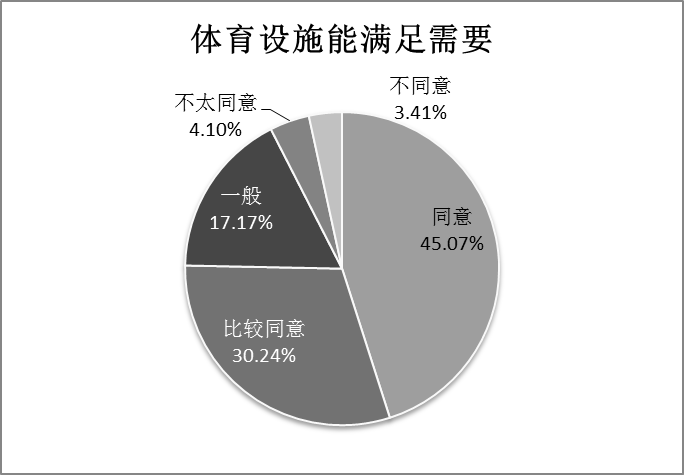 体育设施能满足需要
不同意
3.41%
不太同意
4.10%
一般
17.17%
同意
45.07%
比较同意
30.24%